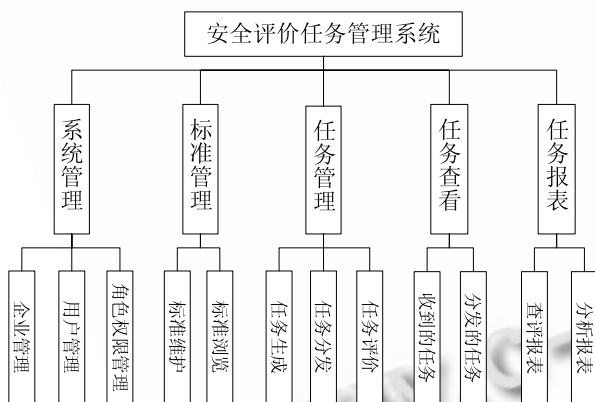 安全评价任务管理系统
系统管理
标准管理
任务管理
任务查看
任务报表
企业管理
用户管理
角色权限管理
标准维护
标准浏览
任务生成
任务分发
任务评价
收到的任务
分发的任务
查评报表
分析报表